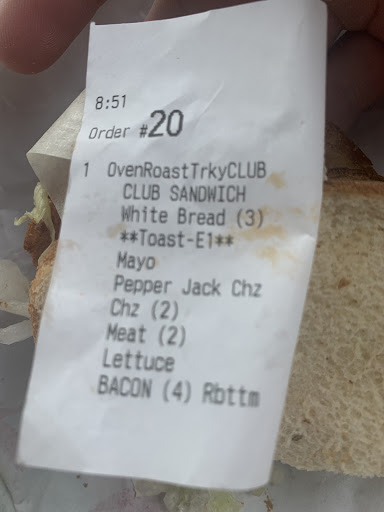 8:51
Order #20
1 OvenRoastTrkyCLUB
CLUB SANDWICH
White Bread (3)
**Toast-E1**
Mayo
Pepper Jack Chz
Chz (2)
Meat (2)
Lettuce
BACON (4) Rbttm